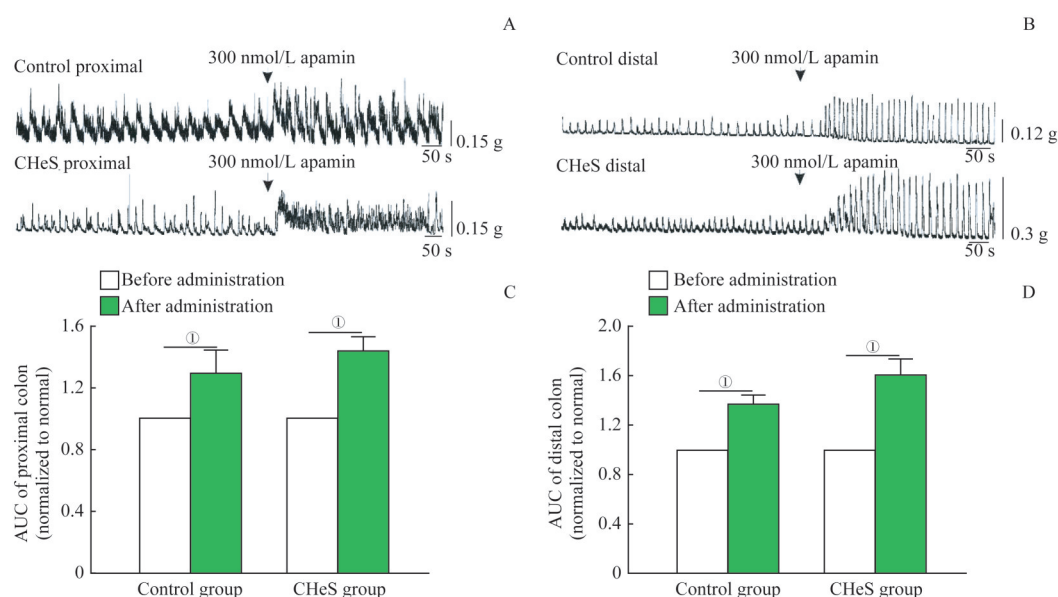 A
300 nmol/L apamin
Control proximal
0.15 g
50 s
300 nmol/L apamin
CHeS proximal
0.15 g
50 s
B
300 nmol/L apamin
Control distal
0.12 g
50 s
300 nmol/L apamin
CHeS distal
0.3 g
50 s
C
Before administration
After administration
1.6
1.2
0.8
0.4
0
AUC of proximal colon
(normalized to normal)
①
①
Control group
CHeS group
D
Before administration
After administration
2.0
1.6
1.2
0.8
0.4
0
AUC of distal colon
(normalized to normal)
①
①
Control group
CHeS group